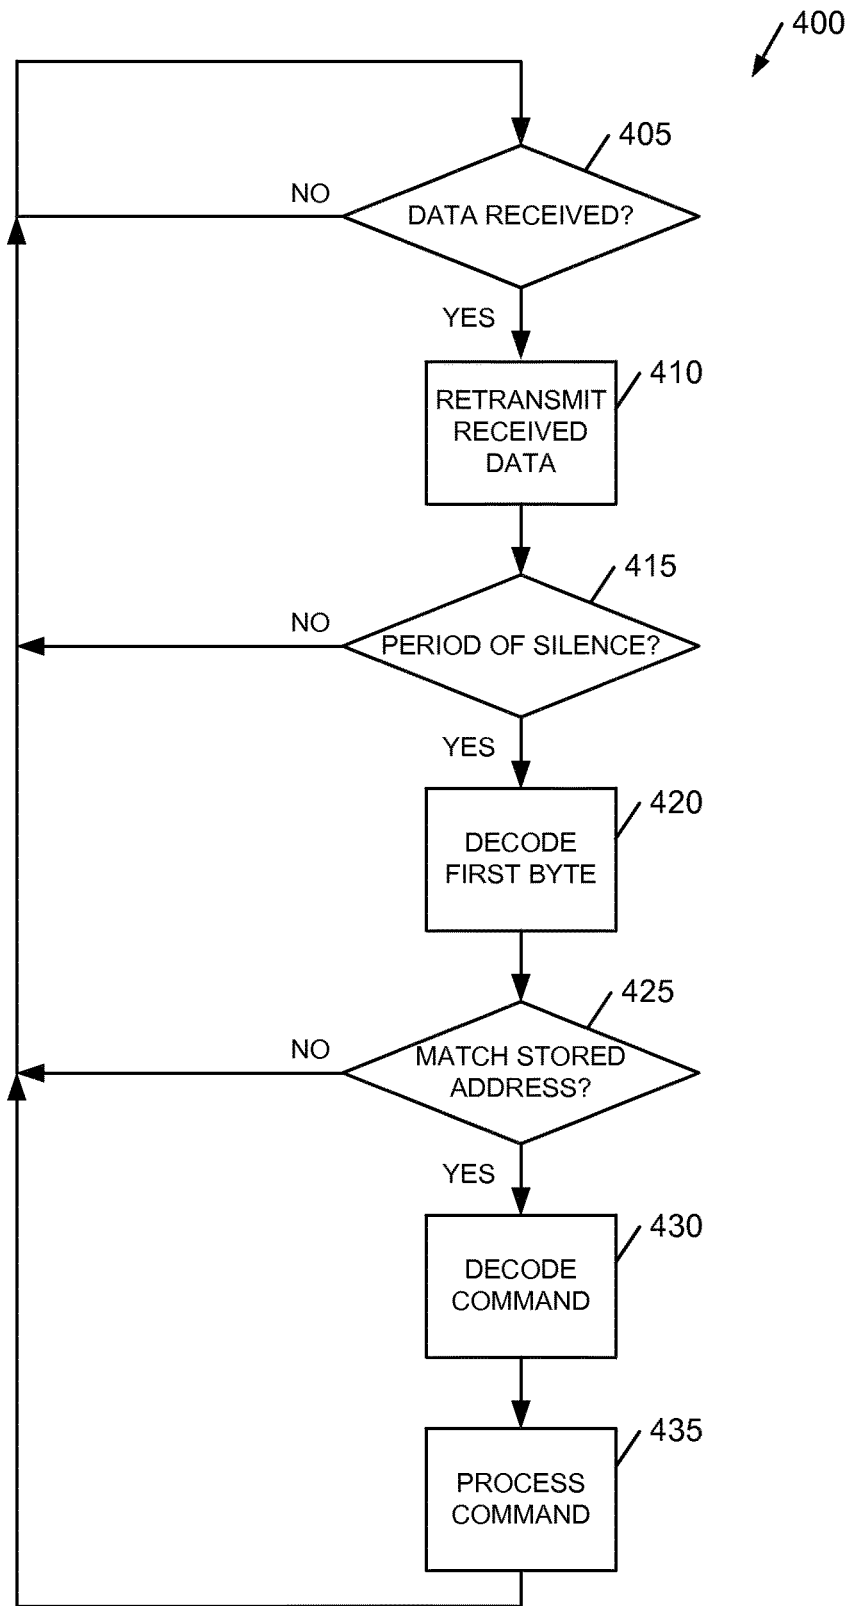 400
405
NO
DATA RECEIVED?
YES
410
RETRANSMIT
RECEIVED
DATA
415
NO
PERIOD OF SILENCE?
YES
420
DECODE
FIRST BYTE
425
NO
MATCH STORED
ADDRESS?
YES
430
DECODE
COMMAND
435
PROCESS
COMMAND